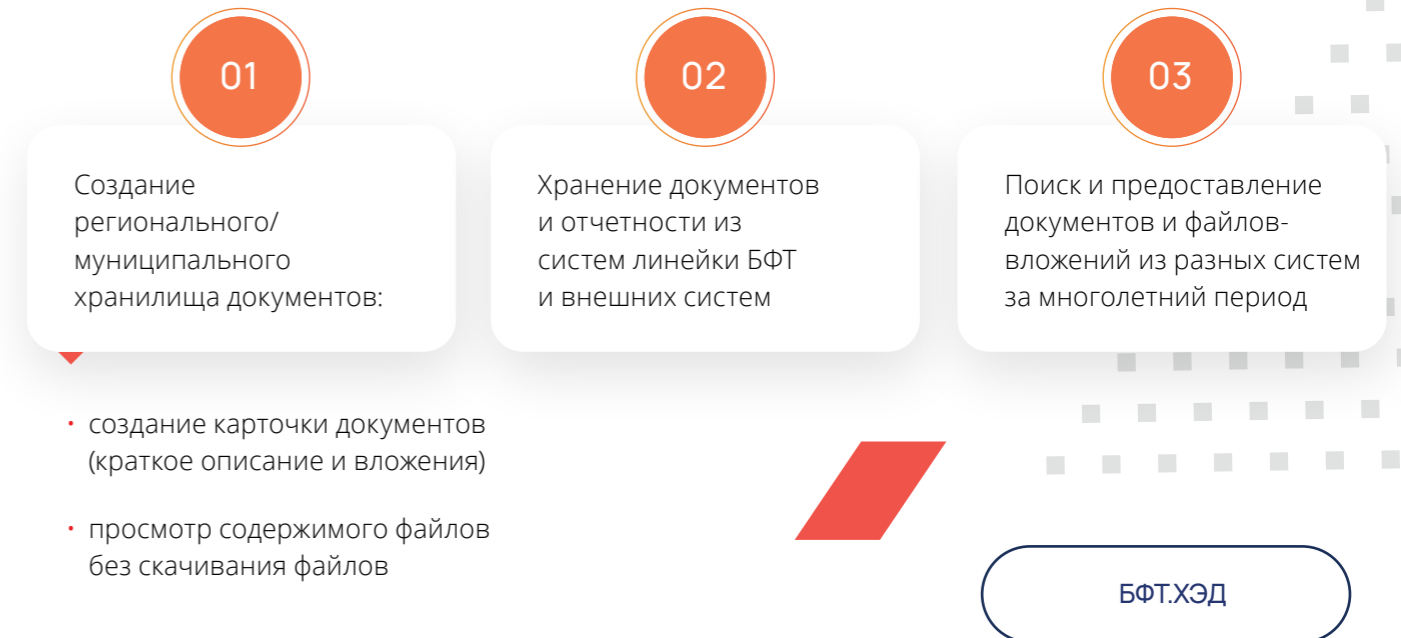 01
Создание
регионального/
муниципального
хранилища документов:
• создание карточки документов
(краткое описание и вложения)
• просмотр содержимого файлов
без скачивания файлов
02
Хранение документов
и отчетности из
систем линейки БФТ
и внешних систем
03
Поиск и предоставление
документов и файлов-
вложений из разных систем
за многолетний период
БФТ.ХЭД